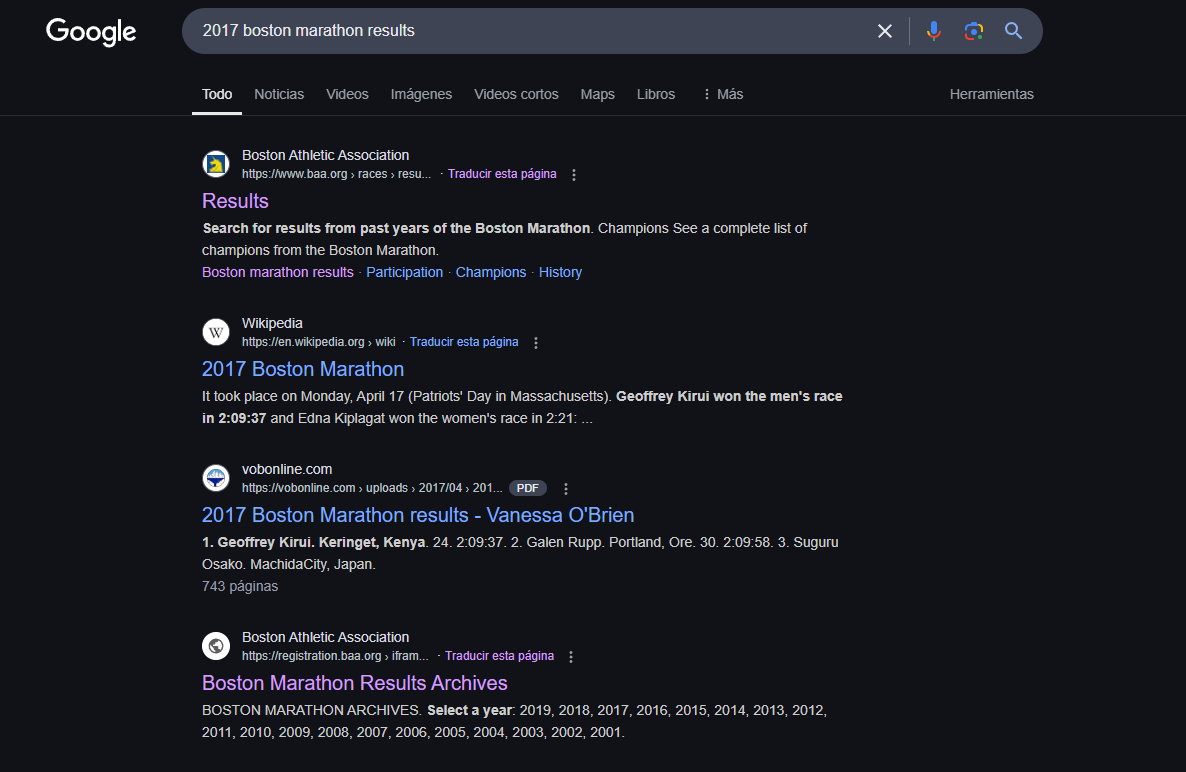 Google
2017 boston marathon results
Todo Noticias Videos Imágenes Videos cortos Maps Libros Más Herramientas
Boston Athletic Association
https://www.baa.org › races › resu... · Traducir esta página
Results
Search for results from past years of the Boston Marathon. Champions See a complete list of
champions from the Boston Marathon.
Boston marathon results · Participation · Champions · History
W
Wikipedia
https://en.wikipedia.org › wiki · Traducir esta página
2017 Boston Marathon
It took place on Monday, April 17 (Patriots' Day in Massachusetts). Geoffrey Kirui won the men's race
in 2:09:37 and Edna Kiplagat won the women's race in 2:21: ...
vobonline.com
https://vobonline.com › uploads › 2017/04 › 201... PDF
2017 Boston Marathon results - Vanessa O'Brien
1. Geoffrey Kirui. Keringet, Kenya. 24. 2:09:37. 2. Galen Rupp. Portland, Ore. 30. 2:09:58. 3. Suguru
Osako. MachidaCity, Japan.
743 páginas
Boston Athletic Association
https://registration.baa.org › ifram... · Traducir esta página
Boston Marathon Results Archives
BOSTON MARATHON ARCHIVES. Select a year: 2019, 2018, 2017, 2016, 2015, 2014, 2013, 2012,
2011, 2010, 2009, 2008, 2007, 2006, 2005, 2004, 2003, 2002, 2001.